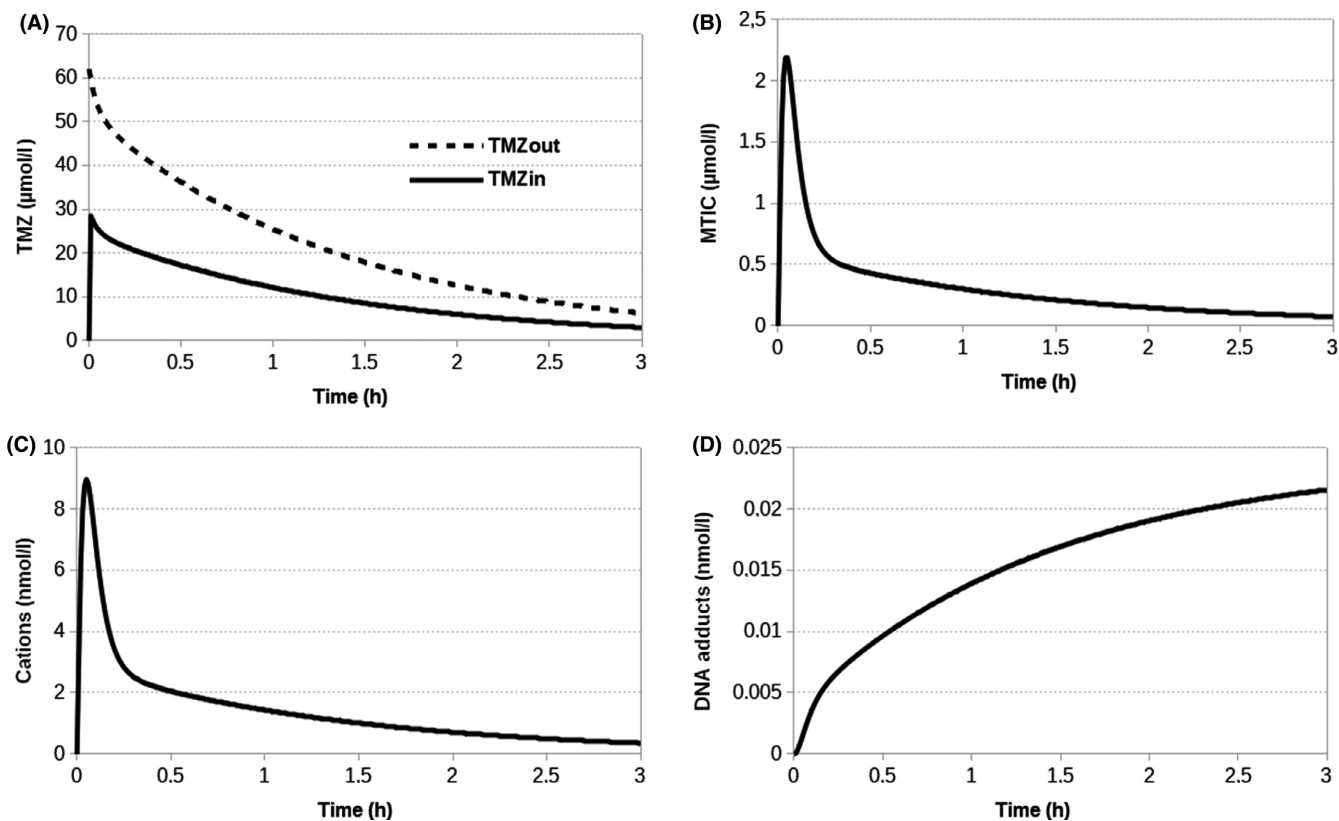 (A)
70
60
50
40
30
20
10
0
TMZ (µmol/l)
TMZout
TMZin
0 0.5 1 1.5 2 2.5 3
Time (h)
(B)
2,5
2
1.5
1
0.5
0
MTIC (µmol/l)
0 0.5 1 1.5 2 2.5 3
Time (h)
(C)
10
8
6
4
2
0
Cations (nmol/l)
0 0.5 1 1.5 2 2.5 3
Time (h)
(D)
0.025
0.02
0.015
0.01
0.005
0
DNA adducts (nmol/l)
0 0.5 1 1.5 2 2.5 3
Time (h)